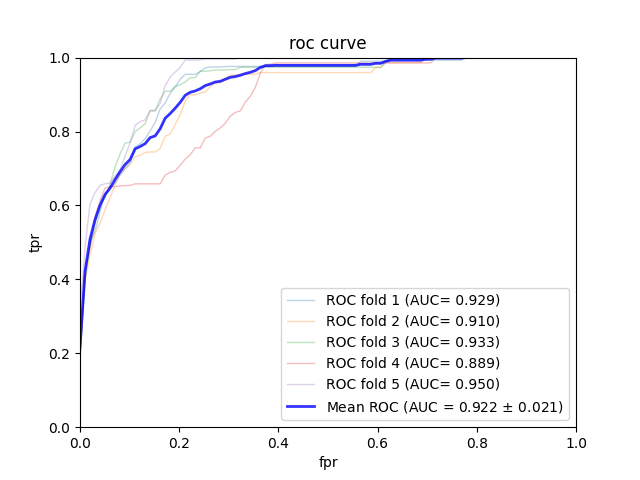 roc curve
1.0
0.8
0.6
0.4
0.2
0.0
tpr
ROC fold 1 (AUC= 0.929)
ROC fold 2 (AUC= 0.910)
ROC fold 3 (AUC= 0.933)
ROC fold 4 (AUC= 0.889)
ROC fold 5 (AUC= 0.950)
Mean ROC (AUC = 0.922 ± 0.021)
0.0 0.2 0.4 0.6 0.8 1.0
fpr